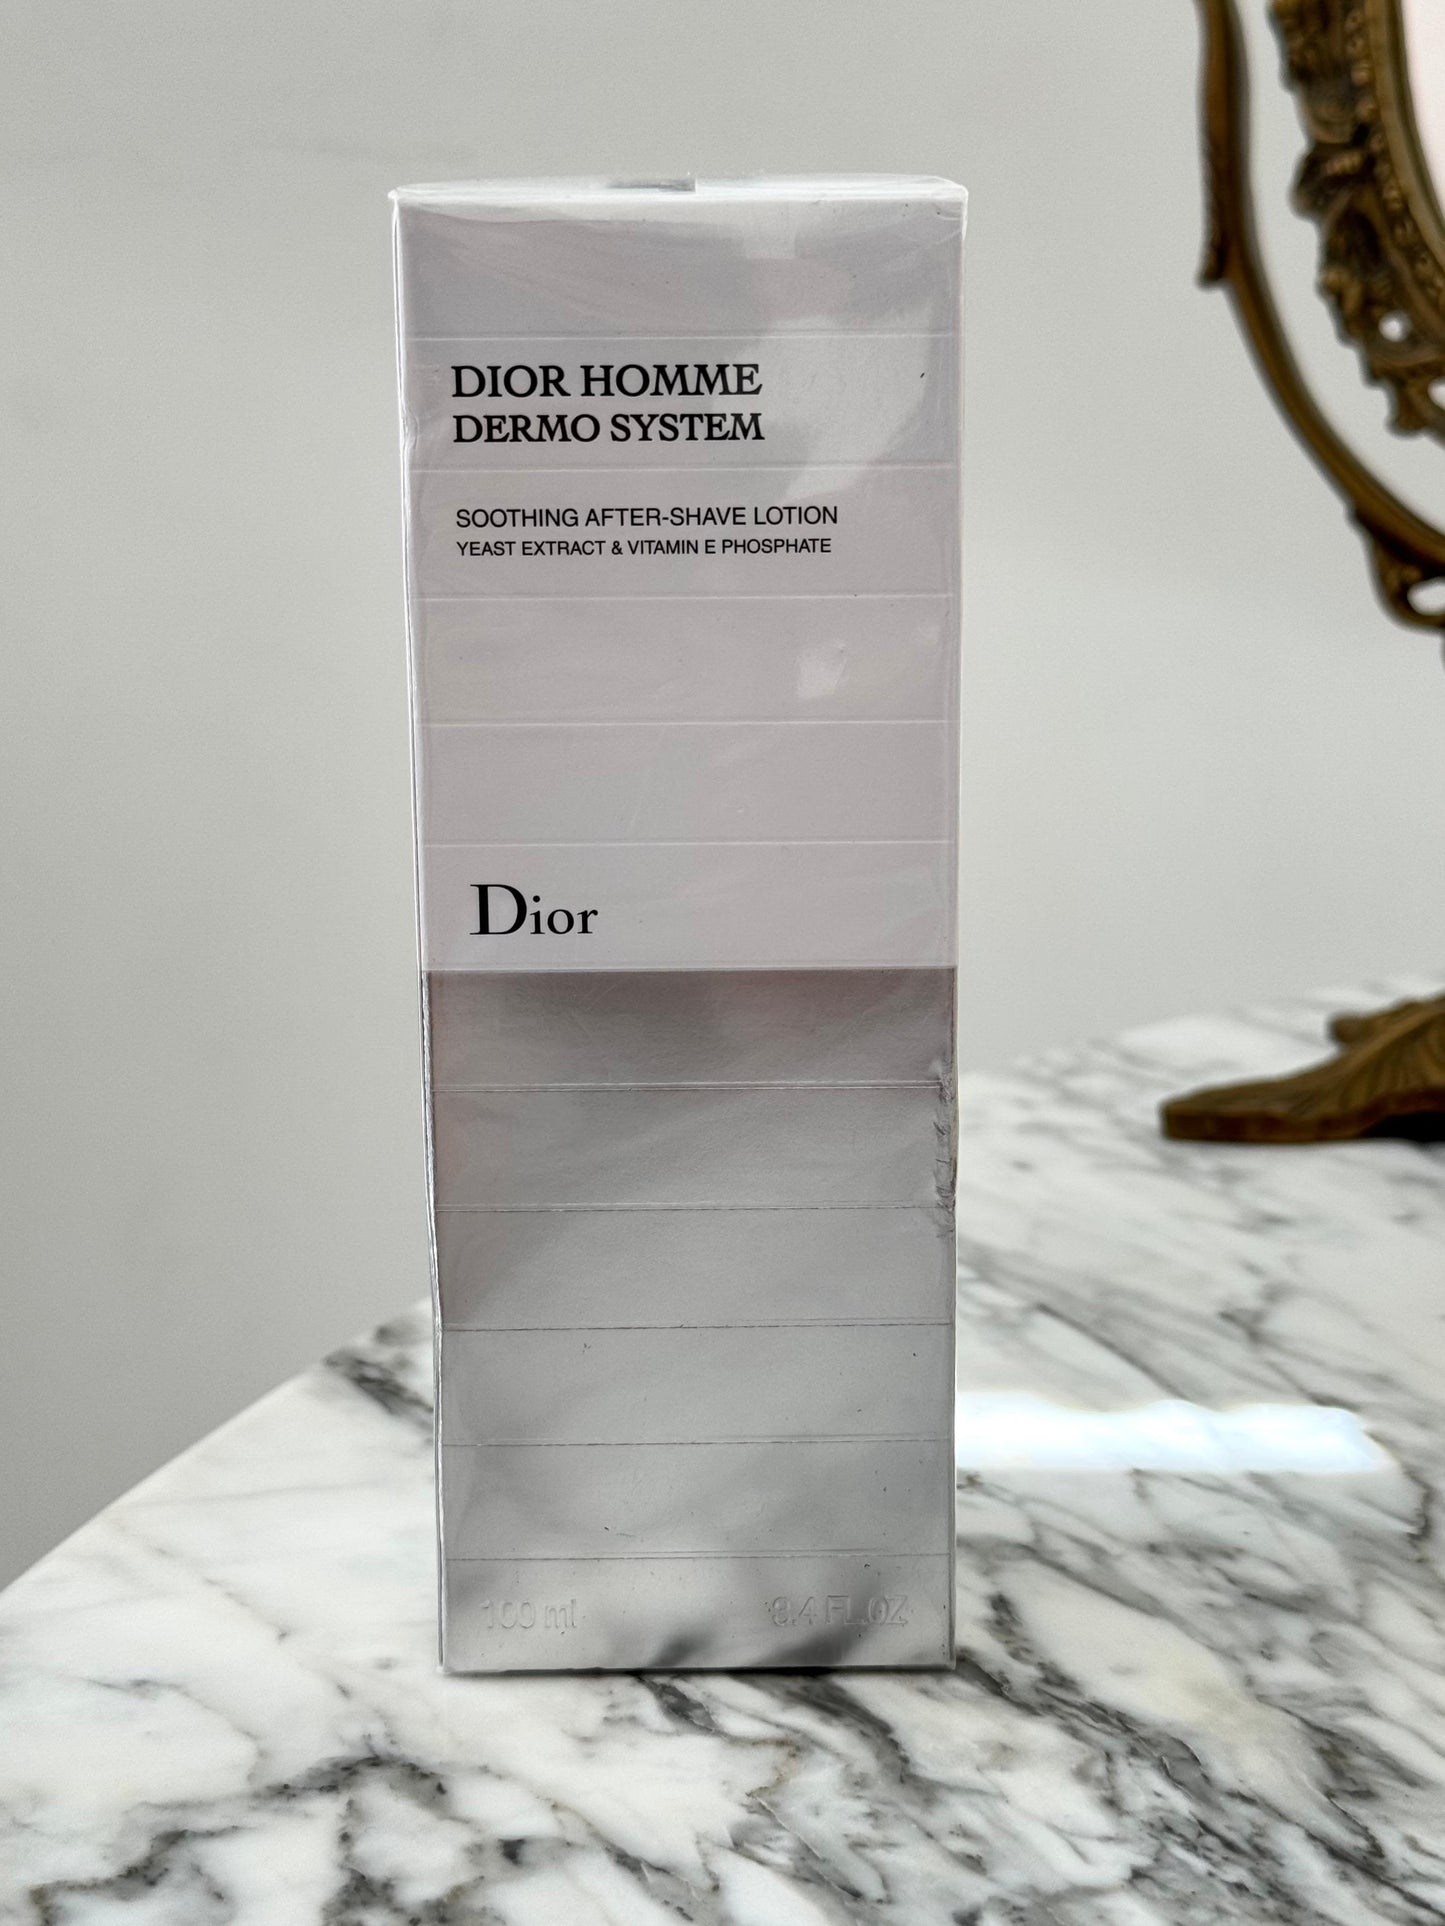 DIOR HOMME
DERMO SYSTEM
SOOTHING AFTER-SHAVE LOTION
YEAST EXTRACT & VITAMIN E PHOSPHATE
Dior
100 ml 3.4 FL.OZ